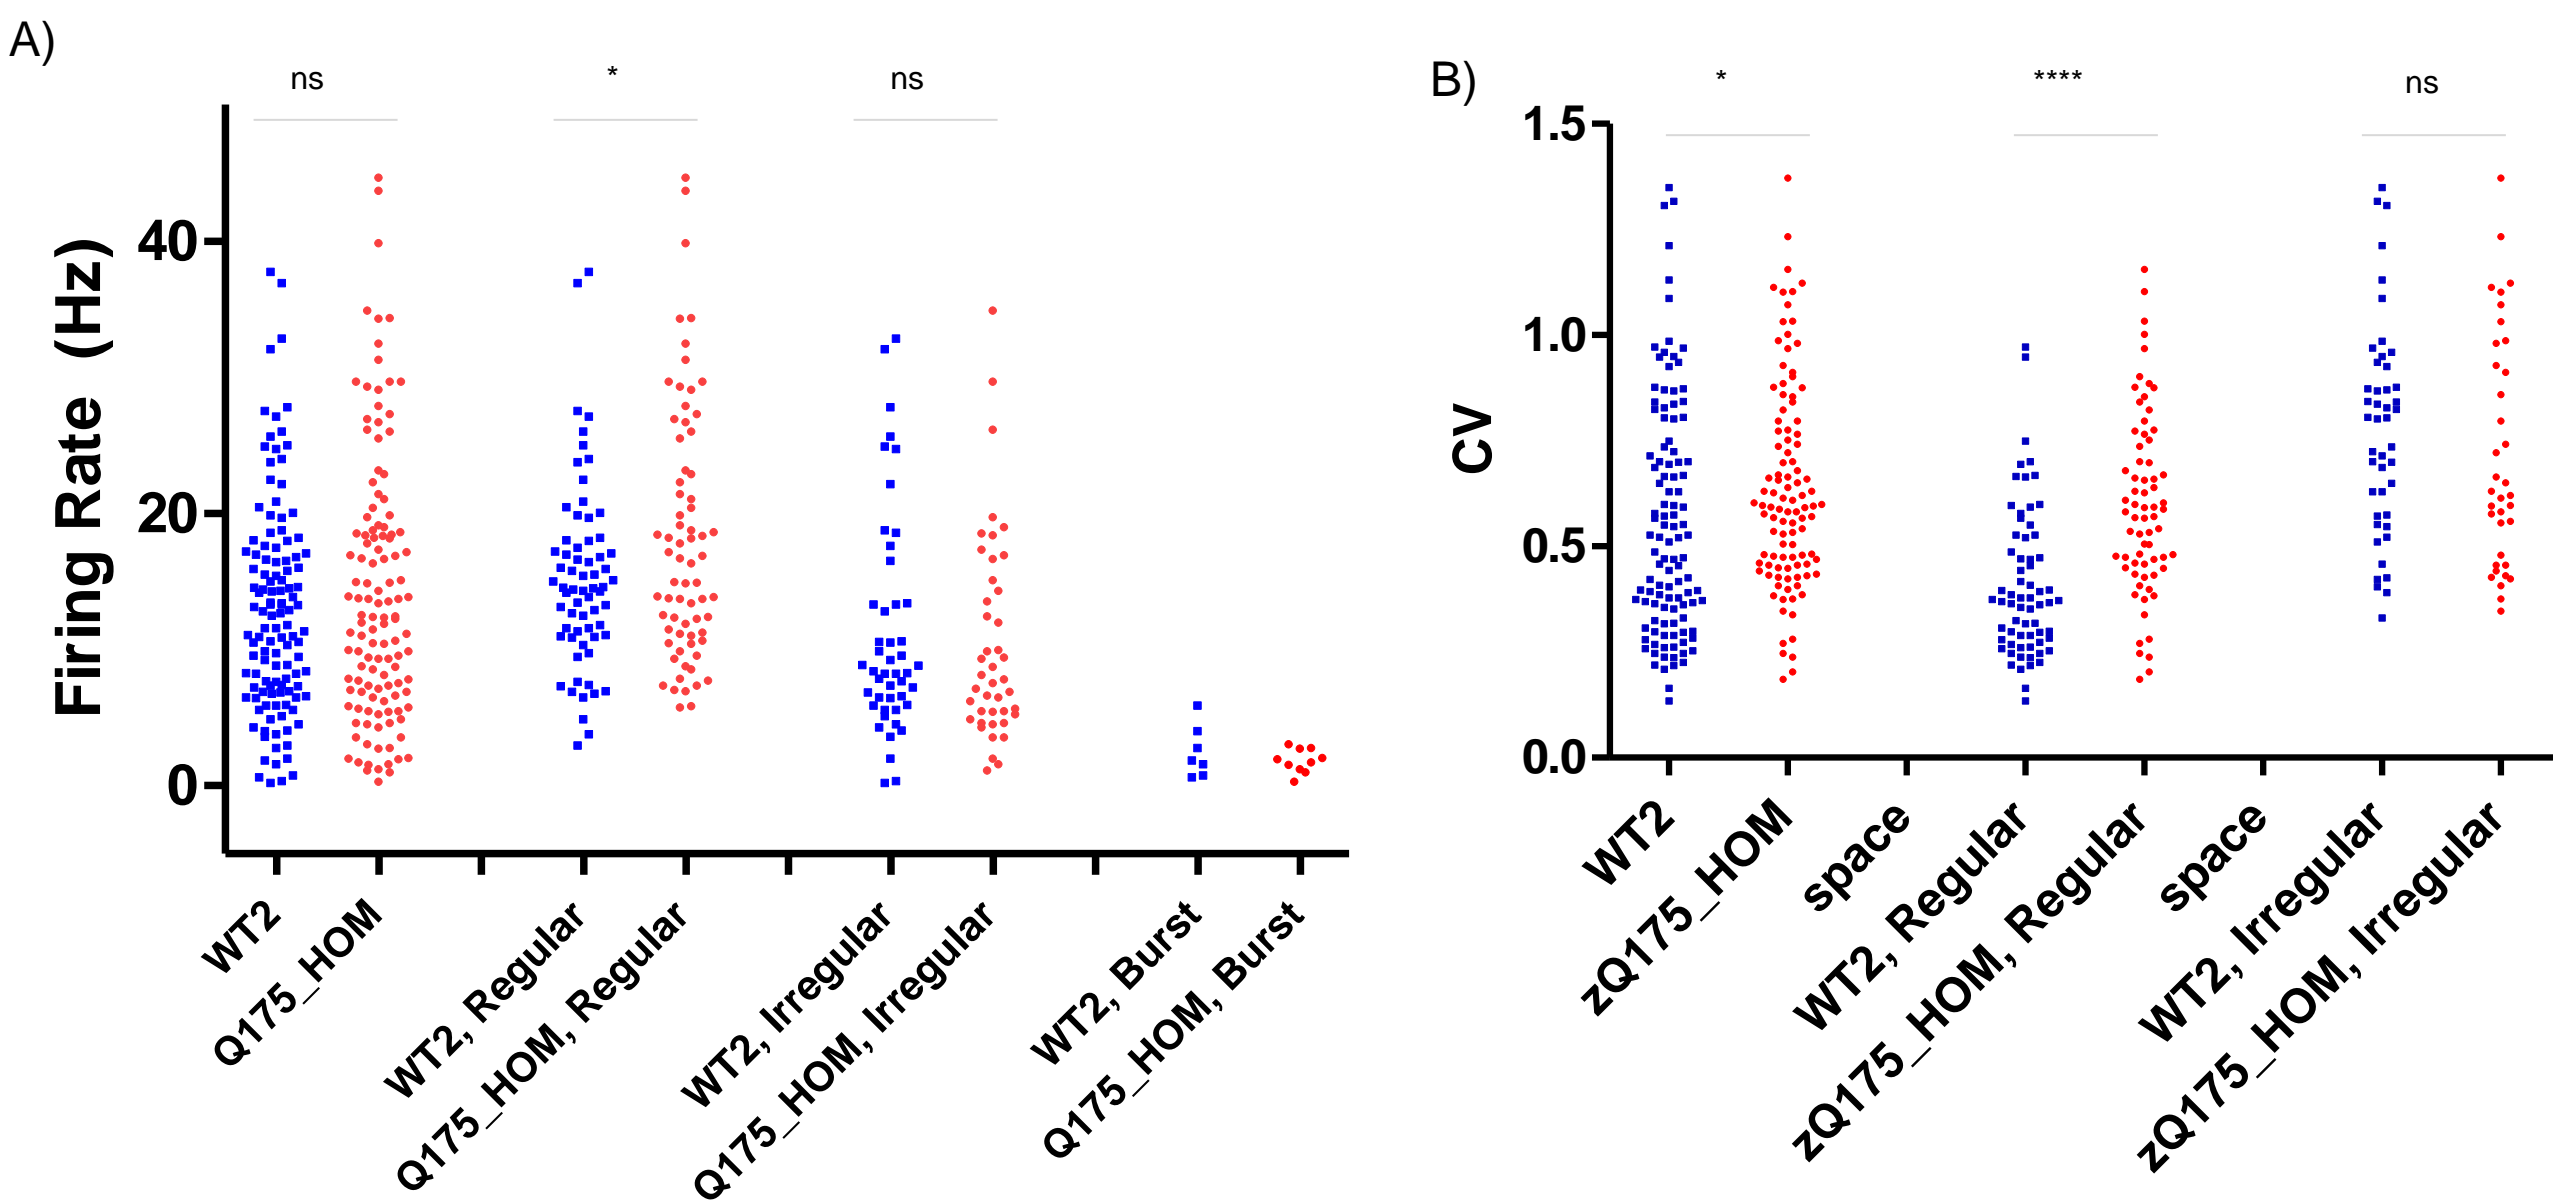 A)
ns
*
ns
Firing Rate (Hz)
40
20
0
WT2
Q175_HOM
WT2, Regular
Q175_HOM, Regular
WT2, Irregular
Q175_HOM, Irregular
WT2, Burst
Q175_HOM, Burst
B)
*
****
ns
CV
1.5
1.0
0.5
0.0
WT2
zQ175_HOM
space
WT2, Regular
zQ175_HOM, Regular
space
WT2, Irregular
zQ175_HOM, Irregular